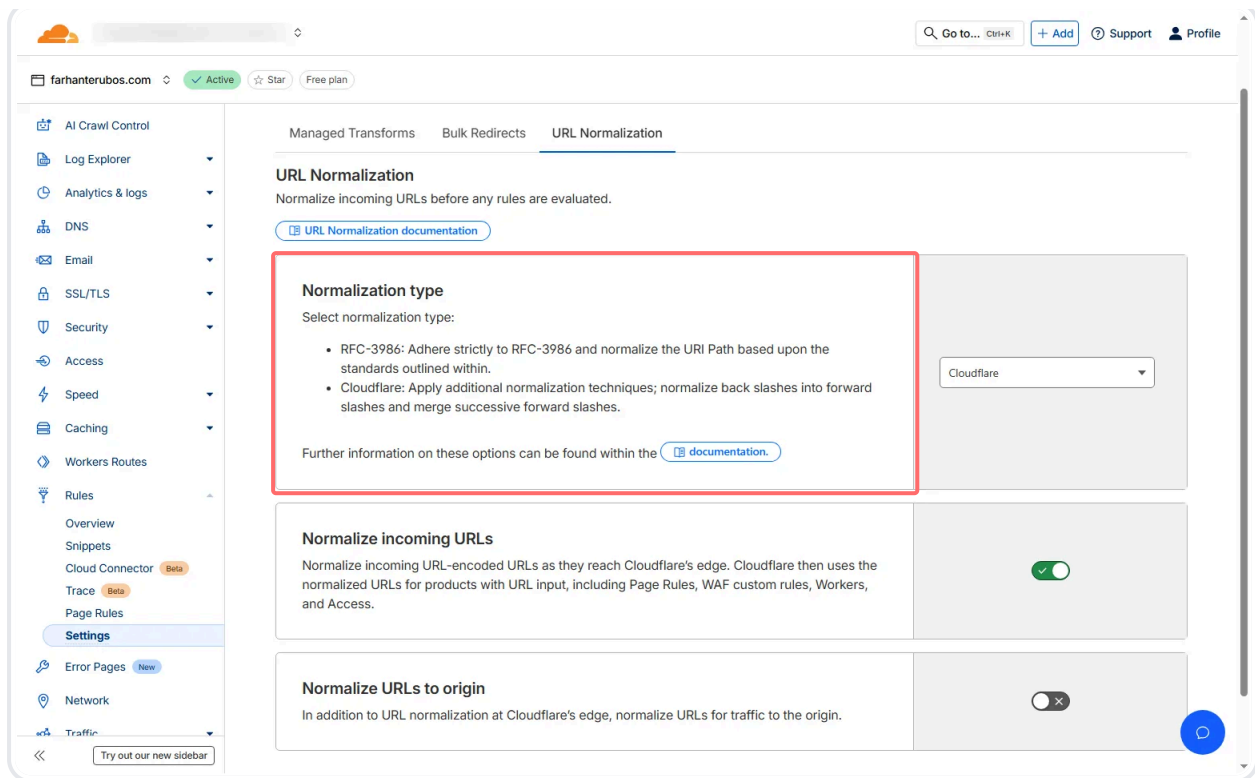 Go to... Ctrl+K
+ Add
Support
Profile
farhanterubos.com
Active
Star
Free plan
AI Crawl Control
Log Explorer
Analytics & logs
DNS
Email
SSL/TLS
Security
Access
Speed
Caching
Workers Routes
Rules
Overview
Snippets
Cloud Connector Beta
Trace Beta
Page Rules
Settings
Error Pages New
Network
Traffic
Try out our new sidebar
Managed Transforms
Bulk Redirects
URL Normalization
URL Normalization
Normalize incoming URLs before any rules are evaluated.
URL Normalization documentation
Normalization type
Select normalization type:
• RFC-3986: Adhere strictly to RFC-3986 and normalize the URI Path based upon the
standards outlined within.
• Cloudflare: Apply additional normalization techniques; normalize back slashes into forward
slashes and merge successive forward slashes.
Further information on these options can be found within the documentation.
Cloudflare
Normalize incoming URLs
Normalize incoming URL-encoded URLs as they reach Cloudflare's edge. Cloudflare then uses the
normalized URLs for products with URL input, including Page Rules, WAF custom rules, Workers,
and Access.
Normalize URLs to origin
In addition to URL normalization at Cloudflare's edge, normalize URLs for traffic to the origin.